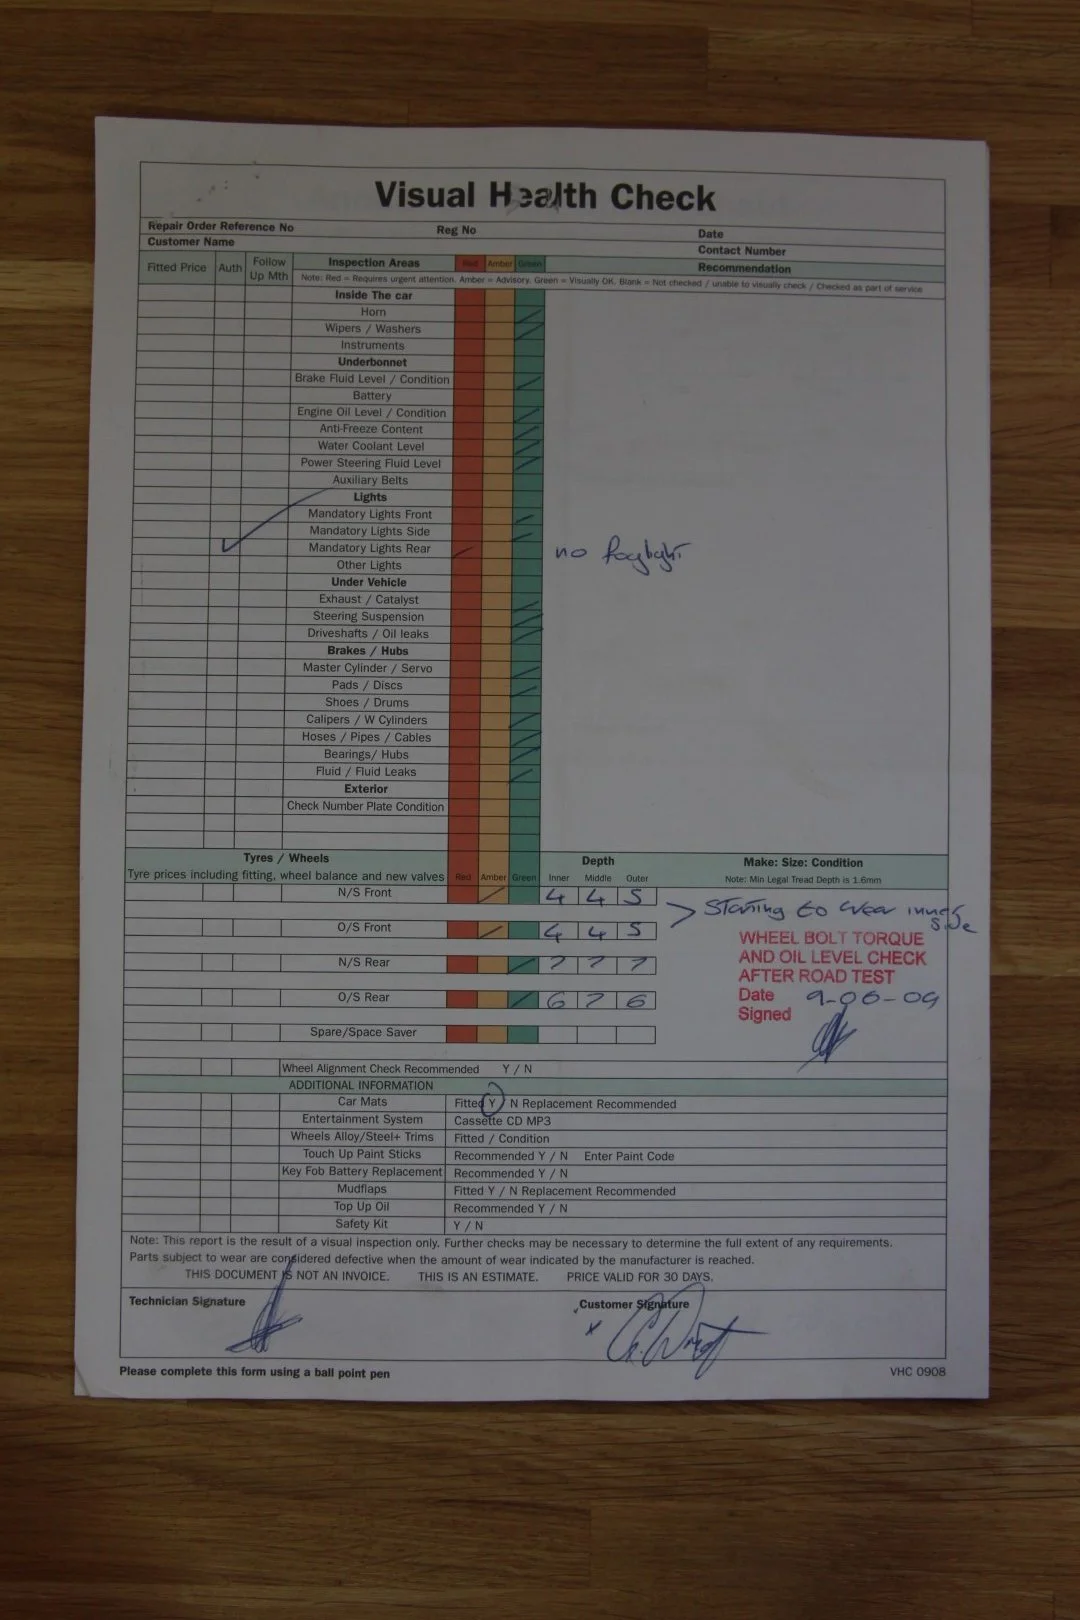 Visual Health Check
Repair Order Reference No Reg No Date
Customer Name Contact Number
Fitted Price Auth Follow Up Mth Inspection Areas Red Amber Green Recommendation
Note: Red = Requires urgent attention. Amber = Advisory. Green = Visually OK. Blank = Not checked / unable to visually check / Checked as part of service
Inside The car
Horn
Wipers / Washers
Instruments
Underbonnet
Brake Fluid Level / Condition
Battery
Engine Oil Level / Condition
Anti-Freeze Content
Water Coolant Level
Power Steering Fluid Level
Auxiliary Belts
Lights
Mandatory Lights Front
Mandatory Lights Side
Mandatory Lights Rear no foglight
Other Lights
Under Vehicle
Exhaust / Catalyst
Steering Suspension
Driveshafts / Oil leaks
Brakes / Hubs
Master Cylinder / Servo
Pads / Discs
Shoes / Drums
Calipers / W Cylinders
Hoses / Pipes / Cables
Bearings/ Hubs
Fluid / Fluid Leaks
Exterior
Check Number Plate Condition
Tyres / Wheels Depth Make: Size: Condition
Tyre prices including fitting, wheel balance and new valves Red Amber Green Inner Middle Outer Note: Min Legal Tread Depth is 1.6mm
N/S Front 4 4 5
Starting to wear inner side
O/S Front 4 4 5
WHEEL BOLT TORQUE
AND OIL LEVEL CHECK
N/S Rear 7 7 7
AFTER ROAD TEST
O/S Rear 6 7 6
Date 9-06-09
Signed
Spare/Space Saver
Wheel Alignment Check Recommended Y / N
ADDITIONAL INFORMATION
Car Mats Fitted Y / N Replacement Recommended
Entertainment System Cassette CD MP3
Wheels Alloy/Steel+ Trims Fitted / Condition
Touch Up Paint Sticks Recommended Y / N Enter Paint Code
Key Fob Battery Replacement Recommended Y / N
Mudflaps Fitted Y / N Replacement Recommended
Top Up Oil Recommended Y / N
Safety Kit Y / N
Note: This report is the result of a visual inspection only. Further checks may be necessary to determine the full extent of any requirements.
Parts subject to wear are considered defective when the amount of wear indicated by the manufacturer is reached.
THIS DOCUMENT IS NOT AN INVOICE. THIS IS AN ESTIMATE. PRICE VALID FOR 30 DAYS.
Technician Signature Customer Signature
x
Please complete this form using a ball point pen VHC 0908